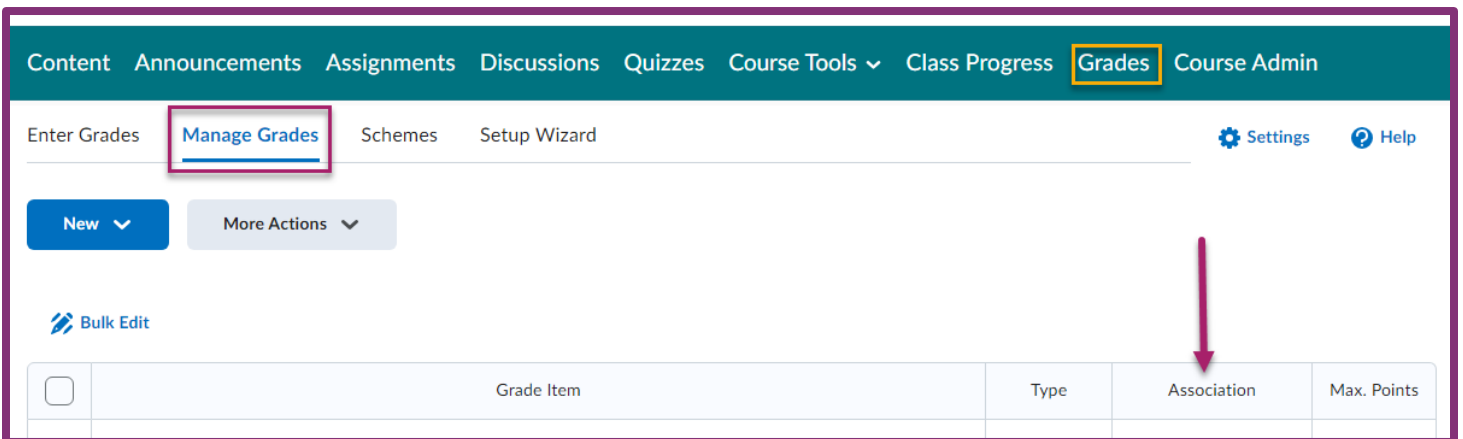 Content Announcements Assignments Discussions Quizzes Course Tools Class Progress Grades Course Admin
Enter Grades Manage Grades Schemes Setup Wizard Settings Help
New More Actions
Bulk Edit
Grade Item Type Association Max. Points